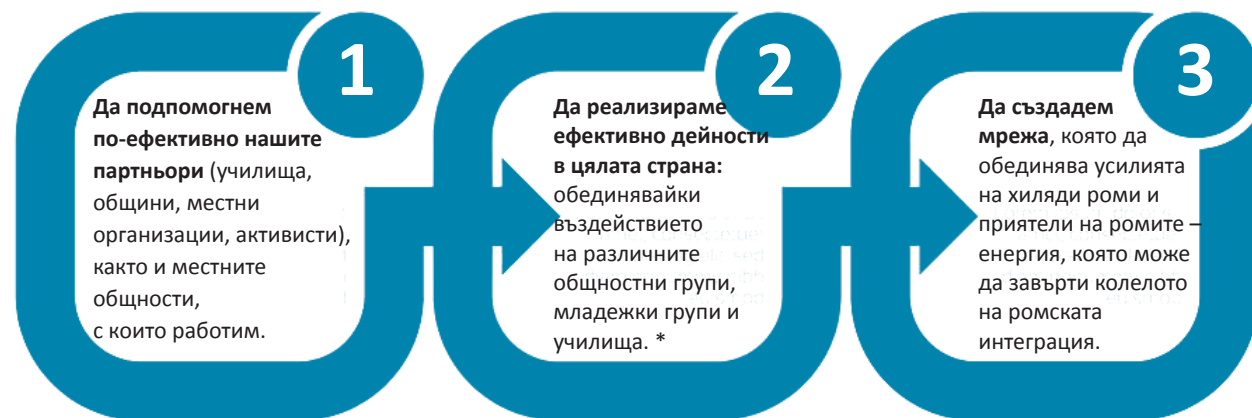 1
Да подпомогнем
по-ефективно нашите
партньори (училища,
общини, местни
организации, активисти),
както и местните
общности,
с които работим.
2
Да реализираме
ефективно дейности
в цялата страна:
обединявайки
въздействието
на различните
общностни групи,
младежки групи и
училища. *
3
Да създадем
мрежа, която да
обединява усилията
на хиляди роми и
приятели на ромите –
енергия, която може
да завърти колелото
на ромската
интеграция.